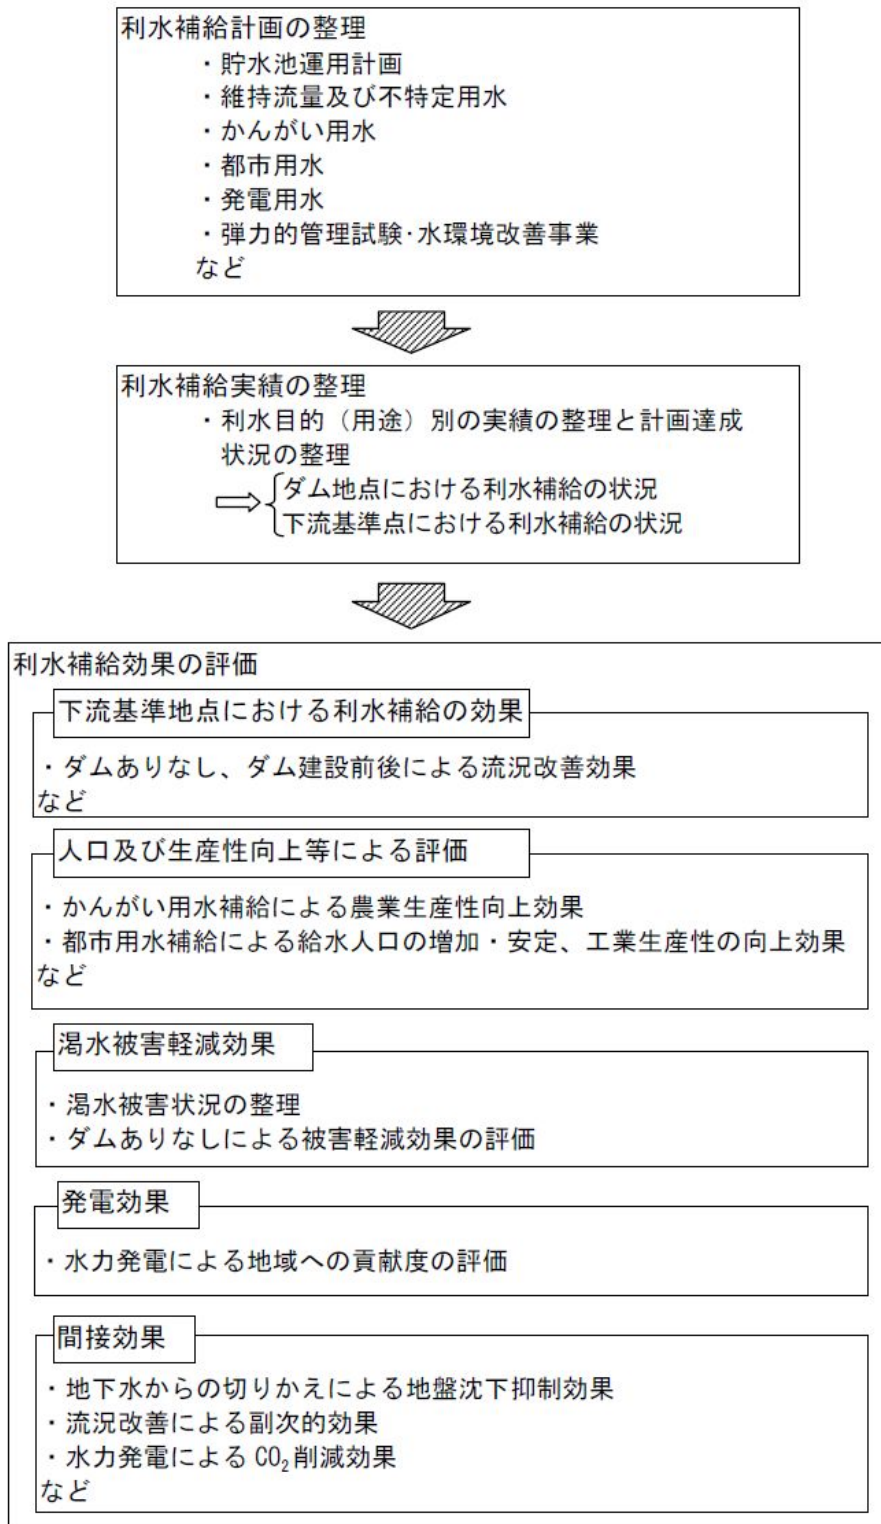 利水補給計画の整理
・貯水池運用計画
・維持流量及び不特定用水
・かんがい用水
・都市用水
・発電用水
・弾力的管理試験・水環境改善事業
など
利水補給実績の整理
・利水目的（用途）別の実績の整理と計画達成
状況の整理
ダム地点における利水補給の状況
下流基準点における利水補給の状況
利水補給効果の評価
下流基準地点における利水補給の効果
・ダムありなし、ダム建設前後による流況改善効果
など
人口及び生産性向上等による評価
・かんがい用水補給による農業生産性向上効果
・都市用水補給による給水人口の増加・安定、工業生産性の向上効果
など
渇水被害軽減効果
・渇水被害状況の整理
・ダムありなしによる被害軽減効果の評価
発電効果
・水力発電による地域への貢献度の評価
間接効果
・地下水からの切りかえによる地盤沈下抑制効果
・流況改善による副次的効果
・水力発電によるCO₂削減効果
など